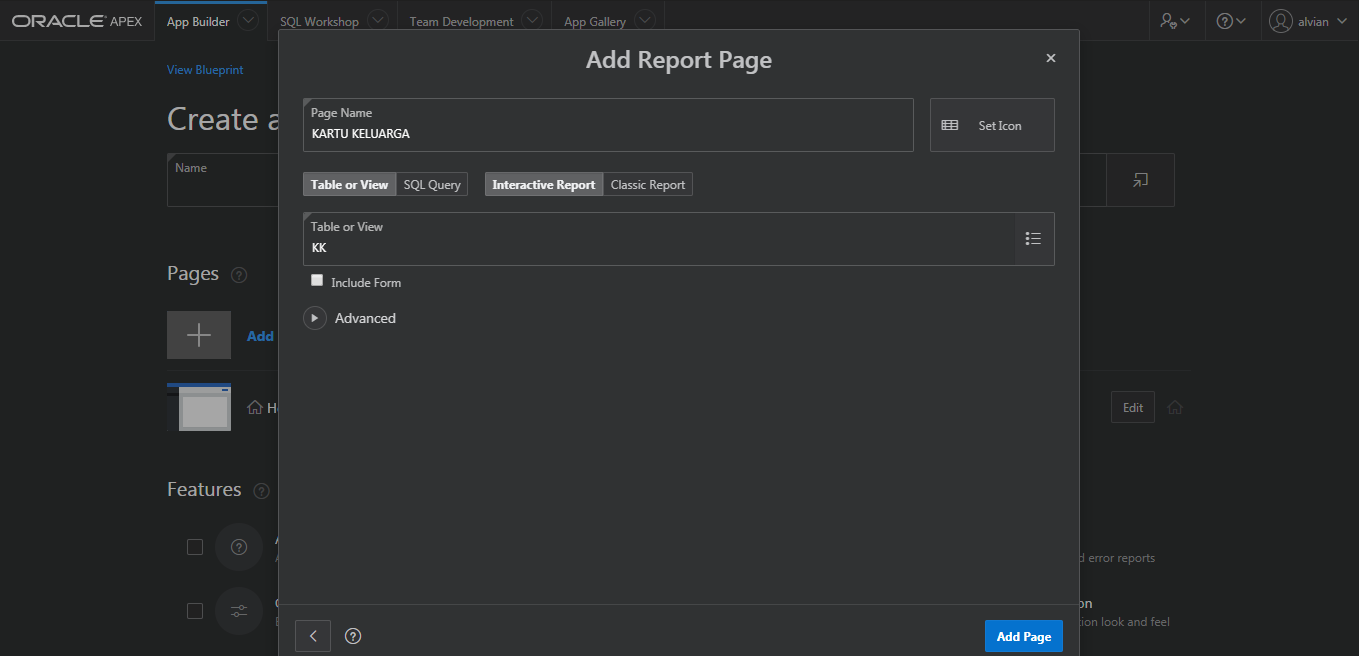 ORACLE APEX App Builder SQL Workshop Team Development App Gallery alvian
View Blueprint
Add Report Page
Create a
Page Name
KARTU KELUARGA
Set Icon
Name
Table or View SQL Query Interactive Report Classic Report
Table or View
KK
Include Form
Pages
Advanced
Add
Edit
Features
d error reports
on
tion look and feel
Add Page